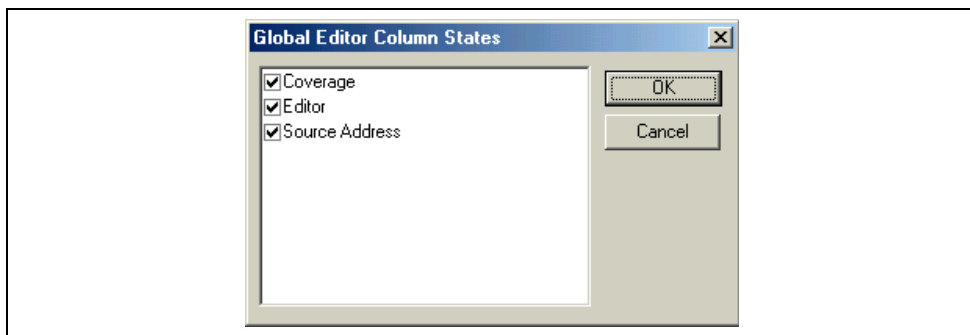 Global Editor Column States
Coverage
Editor
Source Address
OK
Cancel